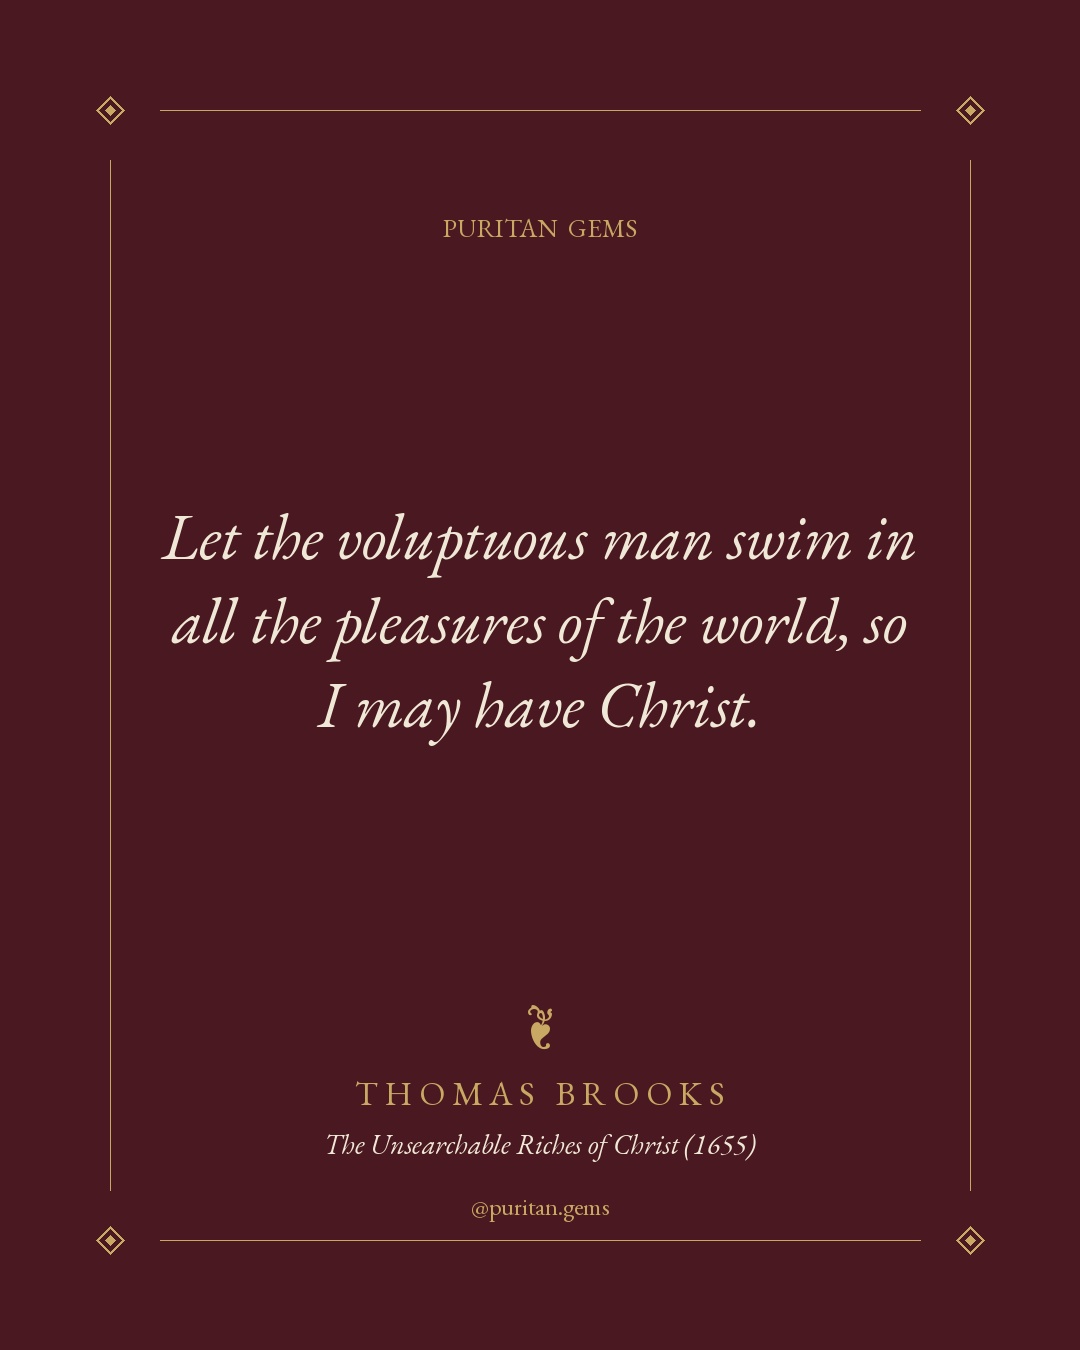 PURITAN GEMS
Let the voluptuous man swim in
all the pleasures of the world, so
I may have Christ.
THOMAS BROOKS
The Unsearchable Riches of Christ (1655)
@puritan.gems